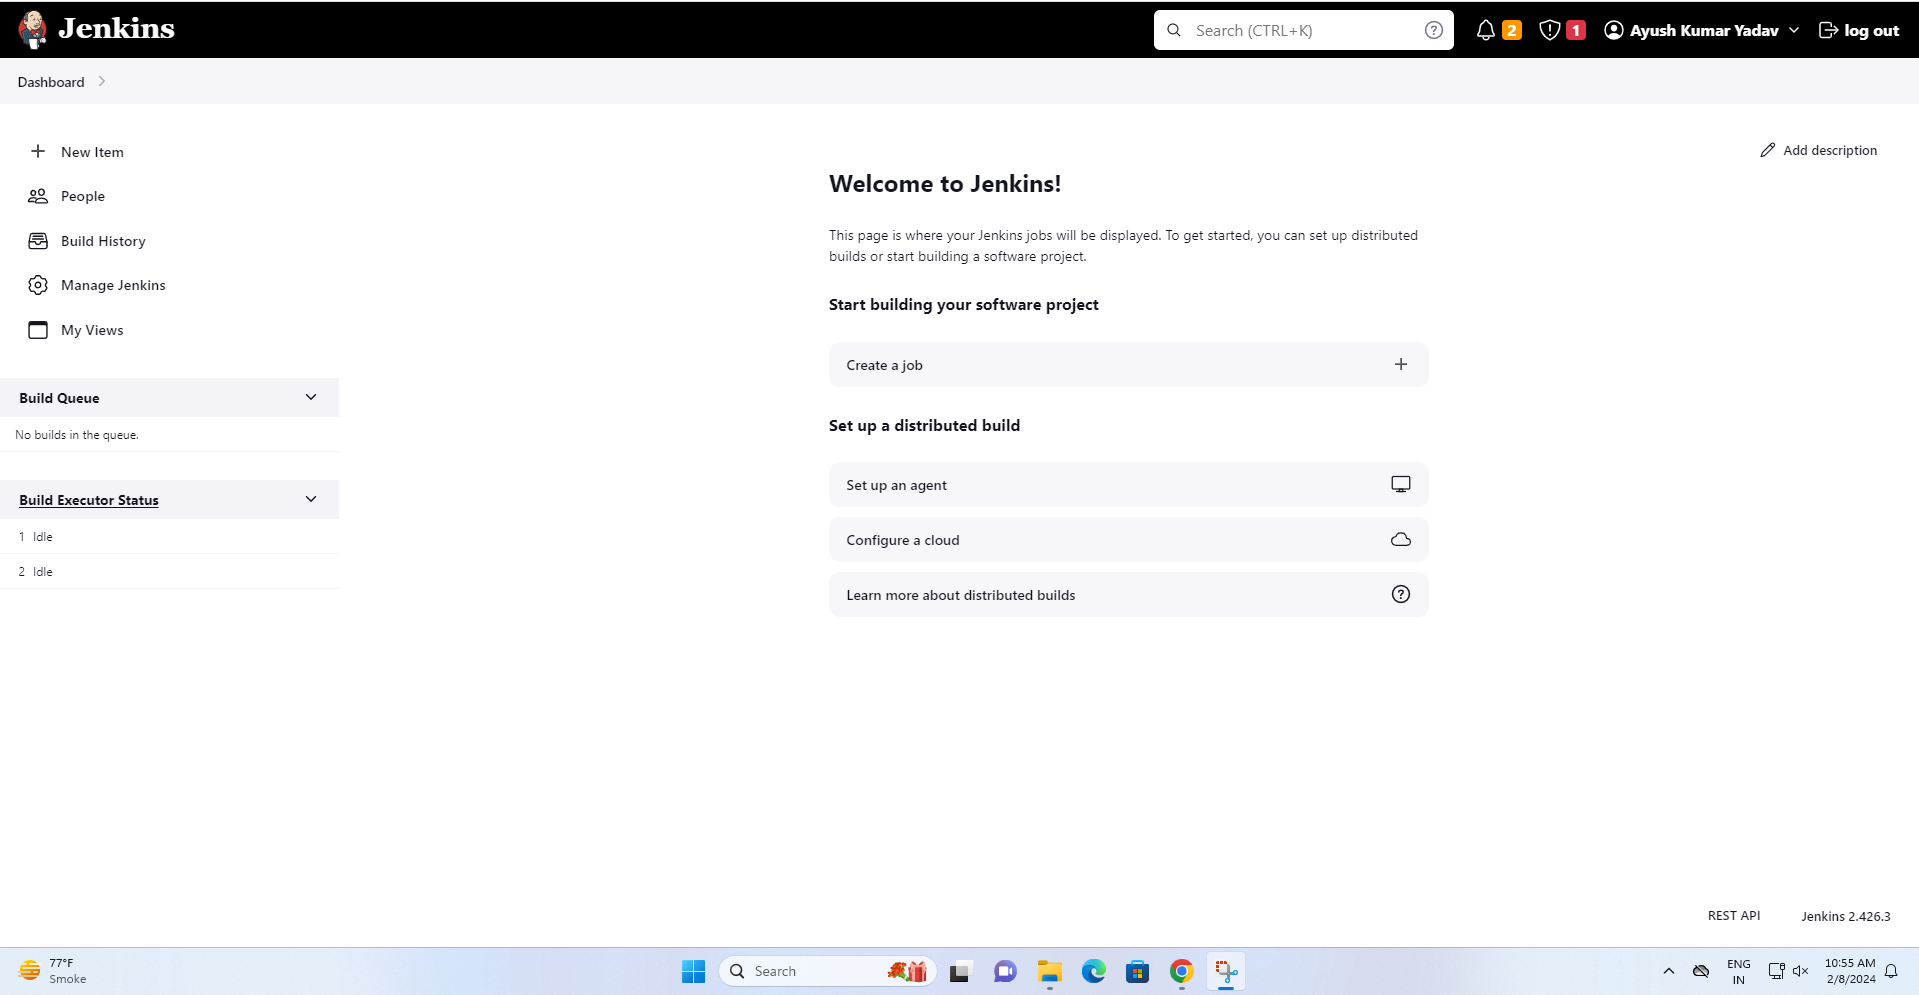 Jenkins
Search (CTRL+K)
2
1
Ayush Kumar Yadav
log out
Dashboard
New Item
People
Build History
Manage Jenkins
My Views
Build Queue
No builds in the queue.
Build Executor Status
1 Idle
2 Idle
Add description
Welcome to Jenkins!
This page is where your Jenkins jobs will be displayed. To get started, you can set up distributed
builds or start building a software project.
Start building your software project
Create a job
Set up a distributed build
Set up an agent
Configure a cloud
Learn more about distributed builds
REST API
Jenkins 2.426.3
77°F
Smoke
Search
ENG
IN
10:55 AM
2/8/2024